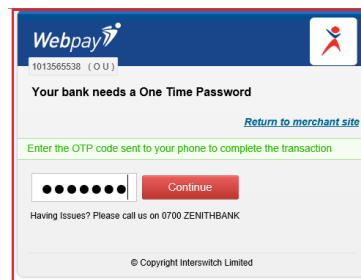 Webpay
1013565538 ( O U )
Your bank needs a One Time Password
Return to merchant site
Enter the OTP code sent to your phone to complete the transaction
●●●●●●●
Continue
Having Issues? Please call us on 0700 ZENITHBANK
© Copyright Interswitch Limited